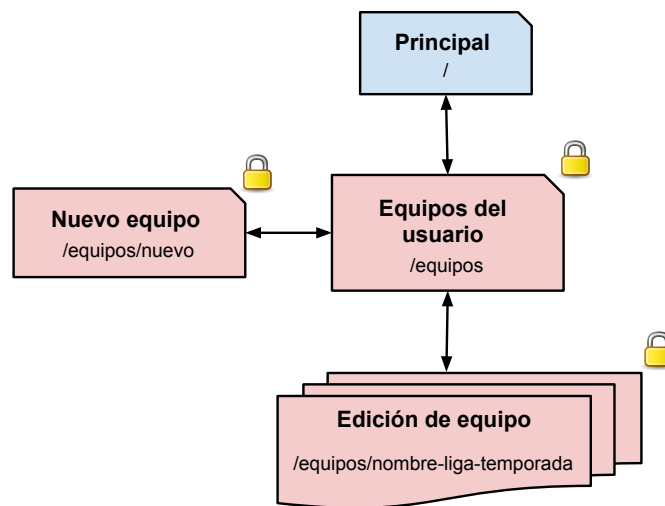 Principal
/
Nuevo equipo
/equipos/nuevo
Equipos del
usuario
/equipos
Edición de equipo
/equipos/nombre-liga-temporada